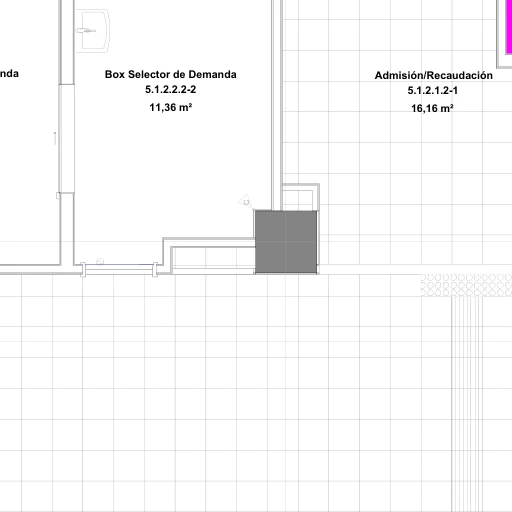 nda
Box Selector de Demanda
5.1.2.2.2-2
11,36 m²
Admisión/Recaudación
5.1.2.1.2-1
16,16 m²